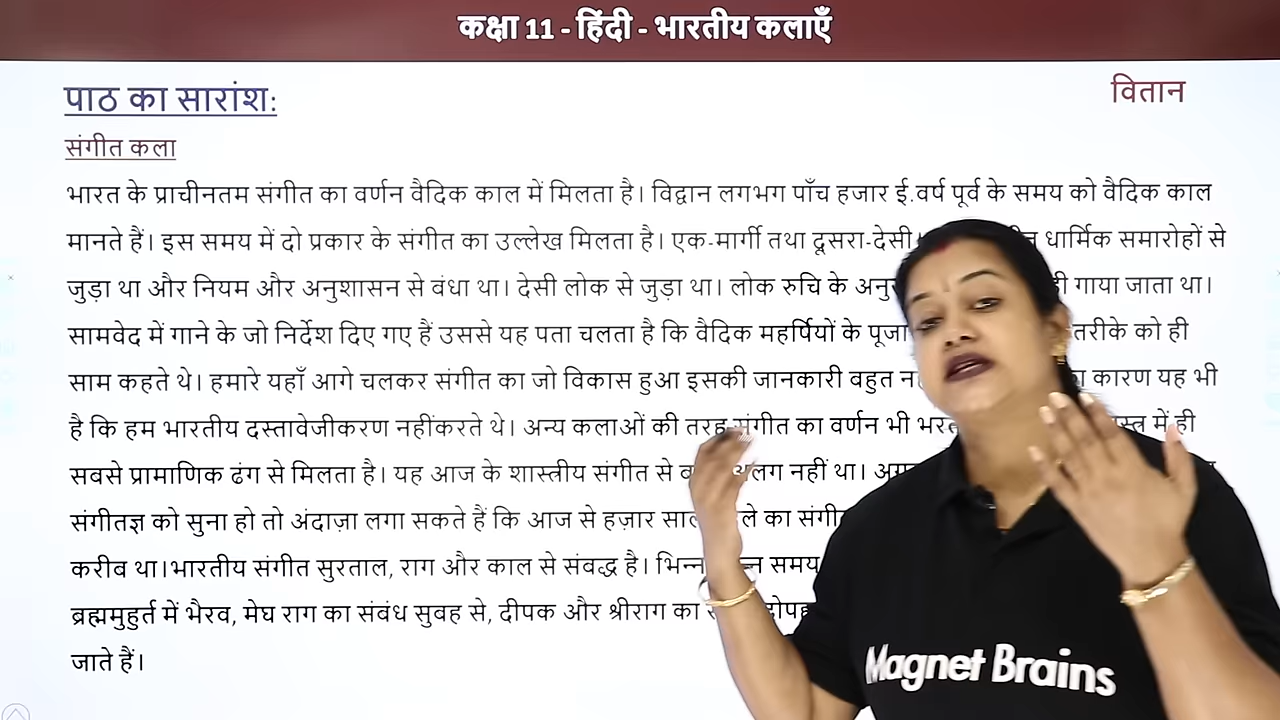 कक्षा 11 - हिंदी - भारतीय कलाएँ
पाठ का सारांश:
वितान
संगीत कला
भारत के प्राचीनतम संगीत का वर्णन वैदिक काल में मिलता है। विद्वान लगभग पाँच हजार ई.वर्ष पूर्व के समय को वैदिक काल
मानते हैं। इस समय में दो प्रकार के संगीत का उल्लेख मिलता है। एक-मार्गी तथा दूसरा-देसी। धार्मिक समारोहों से
जुड़ा था और नियम और अनुशासन से बंधा था। देसी लोक से जुड़ा था। लोक रुचि के ही गाया जाता था।
सामवेद में गाने के जो निर्देश दिए गए हैं उससे यह पता चलता है कि वैदिक महर्षियों के पूजा तरीके को ही
साम कहते थे। हमारे यहाँ आगे चलकर संगीत का जो विकास हुआ इसकी जानकारी बहुत कारण यह भी
है कि हम भारतीय दस्तावेजीकरण नहींकरते थे। अन्य कलाओं की तरह संगीत का वर्णन भी में ही
सबसे प्रामाणिक ढंग से मिलता है। यह आज के शास्त्रीय संगीत से अलग नहीं था।
संगीतज्ञ को सुना हो तो अंदाज़ा लगा सकते हैं कि आज से हज़ार का
करीब था।भारतीय संगीत सुरताल, राग और काल से संवद्ध है। समय
ब्रह्ममुहुर्त में भैरव, मेघ राग का संबंध सुबह से, दीपक और श्रीराग का
जाते हैं।
Magnet Brains